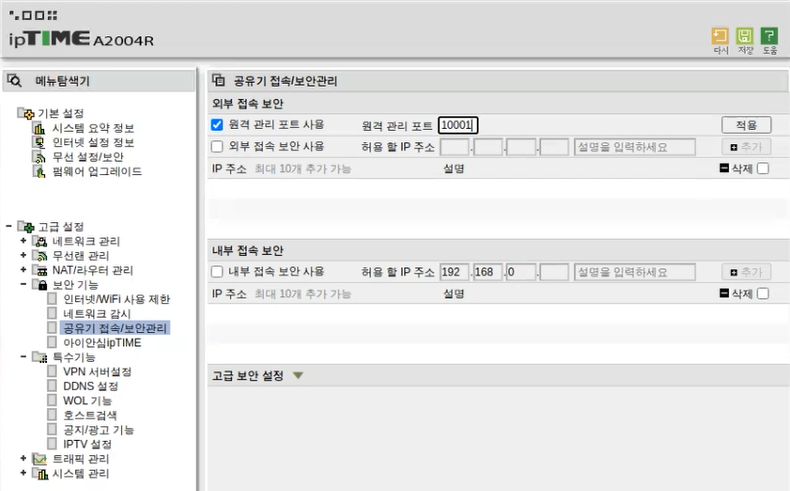 ipTIME A2004R
다시 저장 도움
메뉴탐색기
기본 설정
시스템 요약 정보
인터넷 설정 정보
무선 설정/보안
펌웨어 업그레이드
고급 설정
네트워크 관리
무선랜 관리
NAT/라우터 관리
보안 기능
인터넷/WiFi 사용 제한
네트워크 감시
공유기 접속/보안관리
아이안심ipTIME
특수기능
VPN 서버설정
DDNS 설정
WOL 기능
호스트검색
공지/광고 기능
IPTV 설정
트래픽 관리
시스템 관리
공유기 접속/보안관리
외부 접속 보안
원격 관리 포트 사용 원격 관리 포트 10001 적용
외부 접속 보안 사용 허용 할 IP 주소 . . . 설명을 입력하세요 추가
IP 주소 최대 10개 추가 가능 설명 삭제
내부 접속 보안
내부 접속 보안 사용 허용 할 IP 주소 192 .168 .0 . 설명을 입력하세요 추가
IP 주소 최대 10개 추가 가능 설명 삭제
고급 보안 설정